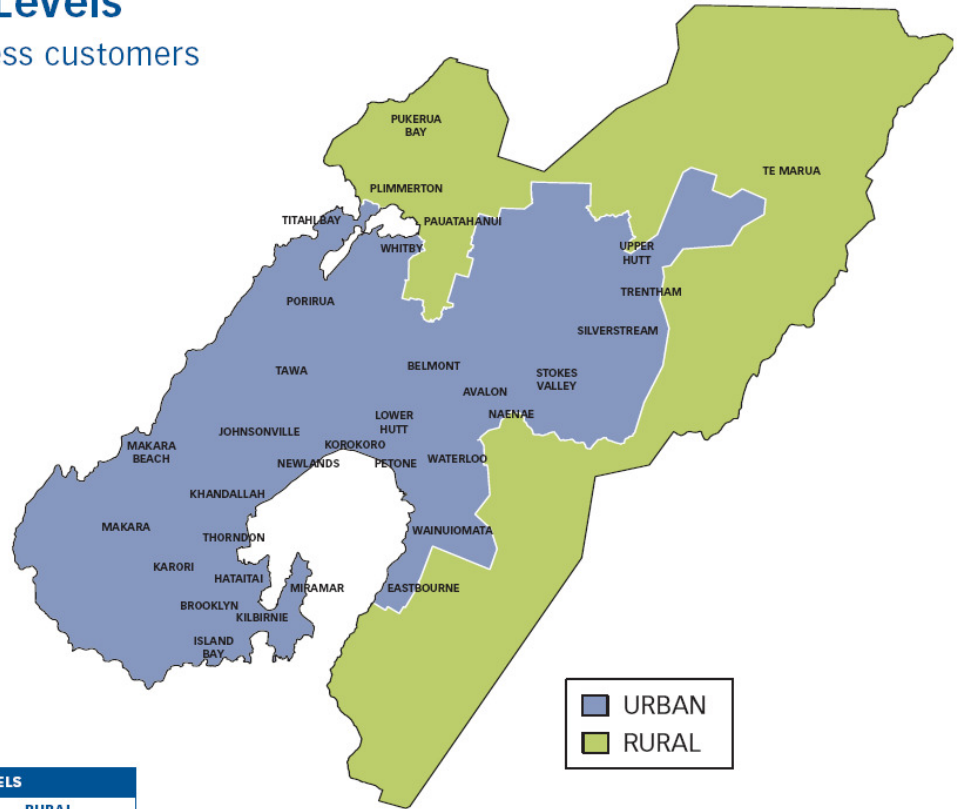 Levels
ess customers
PUKERUA
BAY
TE MARUA
PLIMMERTON
TITAHI BAY
PAUATAHANUI
WHITBY
UPPER
HUTT
TRENTHAM
PORIRUA
SILVERSTREAM
BELMONT
TAWA
STOKES
VALLEY
AVALON
NAENAE
LOWER
HUTT
JOHNSONVILLE
KOROKORO
MAKARA
BEACH
NEWLANDS
PETONE
WATERLOO
KHANDALLAH
MAKARA
WAINUIOMATA
THORNDON
KARORI
HATAITAI
MIRAMAR
EASTBOURNE
BROOKLYN
KILBIRNIE
ISLAND
BAY
URBAN
RURAL
ELS
RURAL